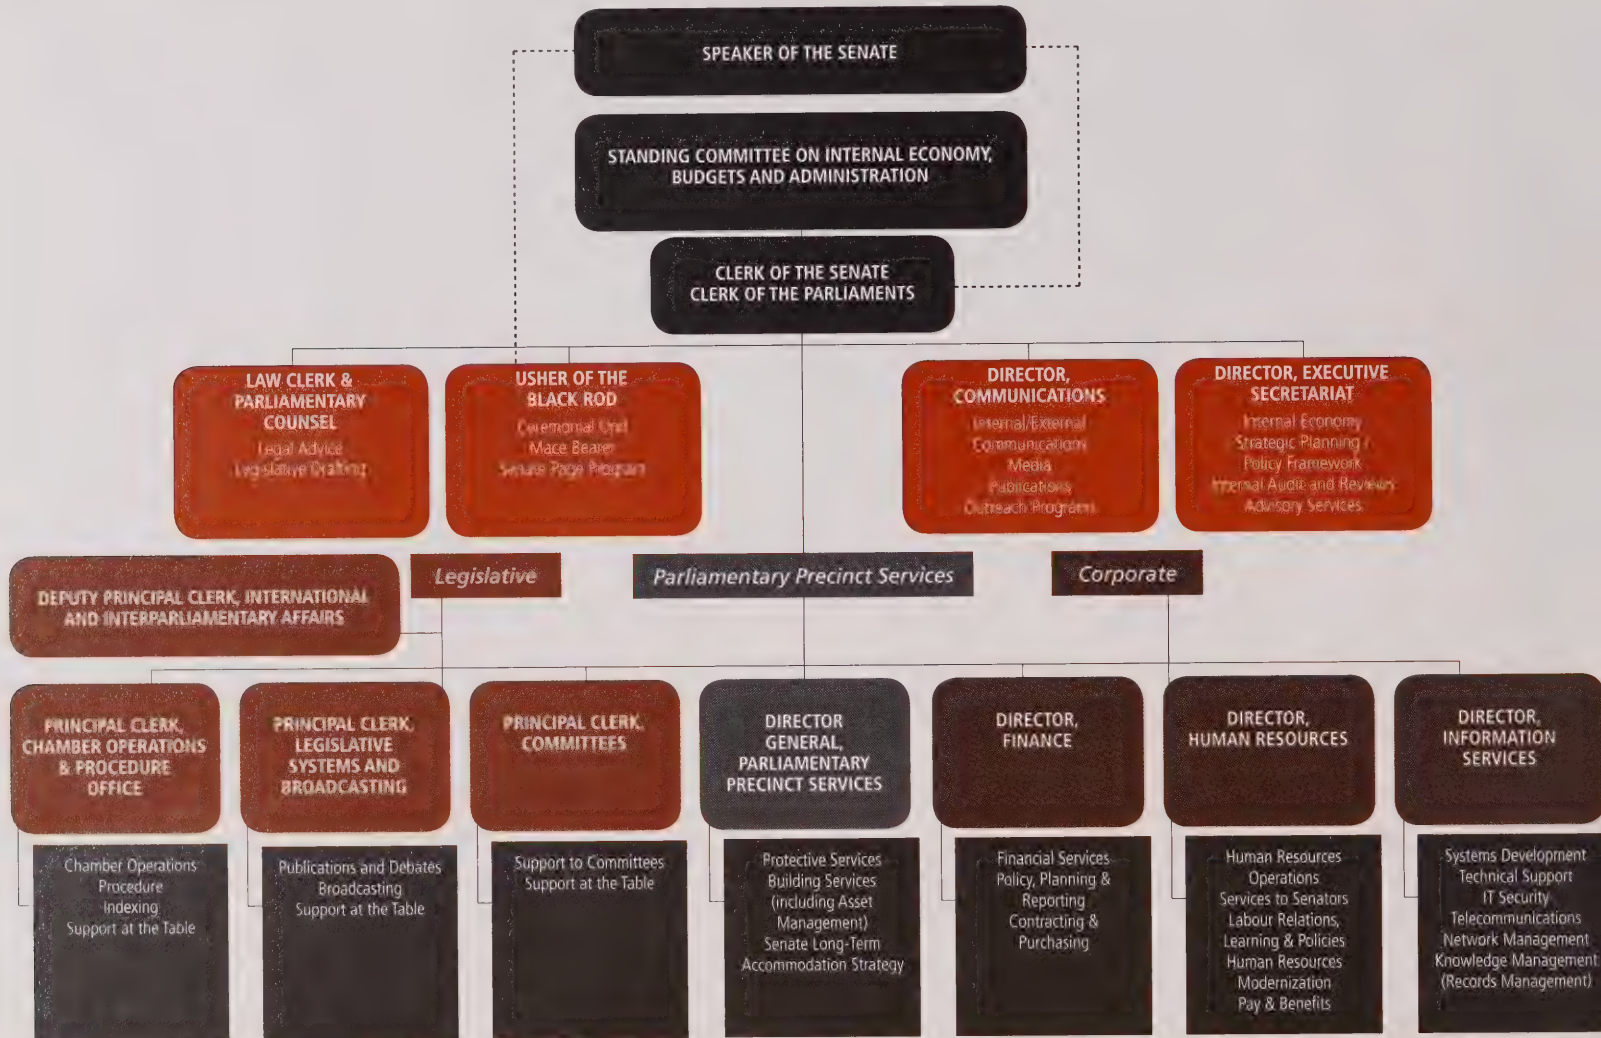 SPEAKER OF THE SENATE
STANDING COMMITTEE ON INTERNAL ECONOMY,
BUDGETS AND ADMINISTRATION
CLERK OF THE SENATE
CLERK OF THE PARLIAMENTS
LAW CLERK &
PARLIAMENTARY
COUNSEL
Legal Advice
Legislative Drafting
USHER OF THE
BLACK ROD
Ceremonial Unit
Mace Bearer
Senate Page Program
DIRECTOR,
COMMUNICATIONS
Internal/External
Communications
Media
Publications
Outreach Programs
DIRECTOR, EXECUTIVE
SECRETARIAT
Internal Economy
Strategic Planning /
Policy Framework
Internal Audit and Reviews
Advisory Services
DEPUTY PRINCIPAL CLERK, INTERNATIONAL
AND INTERPARLIAMENTARY AFFAIRS
Legislative
Parliamentary Precinct Services
Corporate
PRINCIPAL CLERK,
CHAMBER OPERATIONS
& PROCEDURE
OFFICE
Chamber Operations
Procedure
Indexing
Support at the Table
PRINCIPAL CLERK,
LEGISLATIVE
SYSTEMS AND
BROADCASTING
Publications and Debates
Broadcasting
Support at the Table
PRINCIPAL CLERK,
COMMITTEES
Support to Committees
Support at the Table
DIRECTOR
GENERAL,
PARLIAMENTARY
PRECINCT SERVICES
Protective Services
Building Services
(including Asset
Management)
Senate Long-Term
Accommodation Strategy
DIRECTOR,
FINANCE
Financial Services
Policy, Planning &
Reporting
Contracting &
Purchasing
DIRECTOR,
HUMAN RESOURCES
Human Resources
Operations
Services to Senators
Labour Relations,
Learning & Policies
Human Resources
Modernization
Pay & Benefits
DIRECTOR,
INFORMATION
SERVICES
Systems Development
Technical Support
IT Security
Telecommunications
Network Management
Knowledge Management
(Records Management)